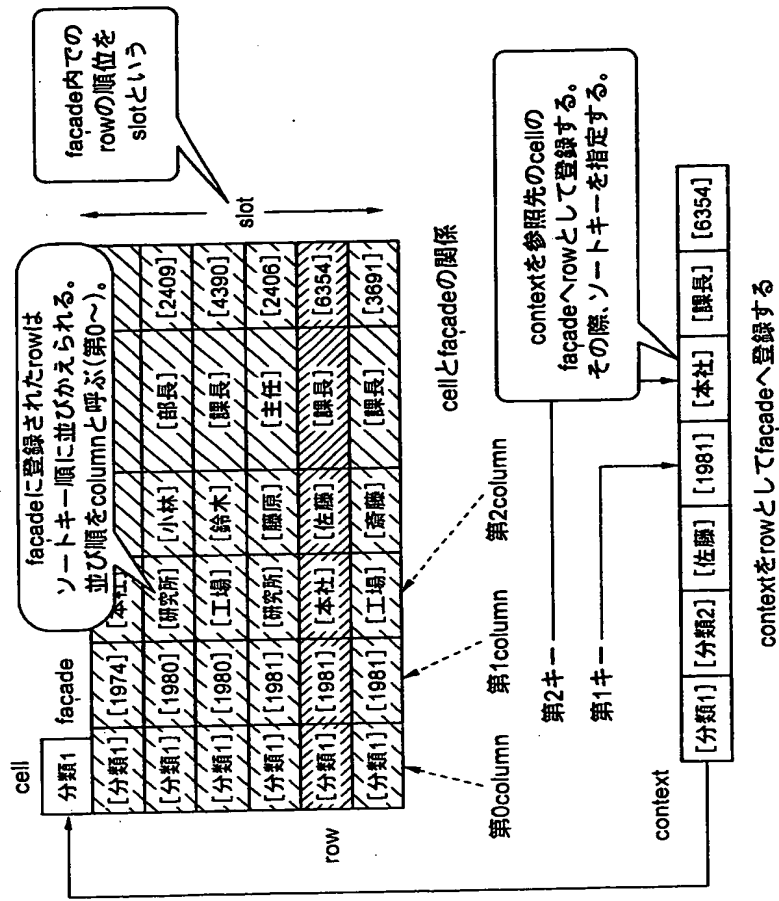 façade内での
rowの順位を
slotという
façadeに登録されたrowは
ソートキー順に並びかえられる。
並び順をcolumnと呼ぶ(第0～)。
cell
分類1
façade
[分類1] [1974] [本社]
[分類1] [1980] [研究所] [小林] [部長] [2409]
[分類1] [1980] [工場] [鈴木] [課長] [4390]
[分類1] [1981] [研究所] [藤原] [主任] [2406]
[分類1] [1981] [本社] [佐藤] [課長] [6354]
[分類1] [1981] [工場] [斎藤] [課長] [3691]
slot
row
第0column
第1column
第2column
cellとfaçadeの関係
contextを参照先のcellの
façadeへrowとして登録する。
その際、ソートキーを指定する。
第2キー
第1キー
context
[分類1] [分類2] [佐藤] [1981] [本社] [課長] [6354]
contextをrowとしてfaçadeへ登録する